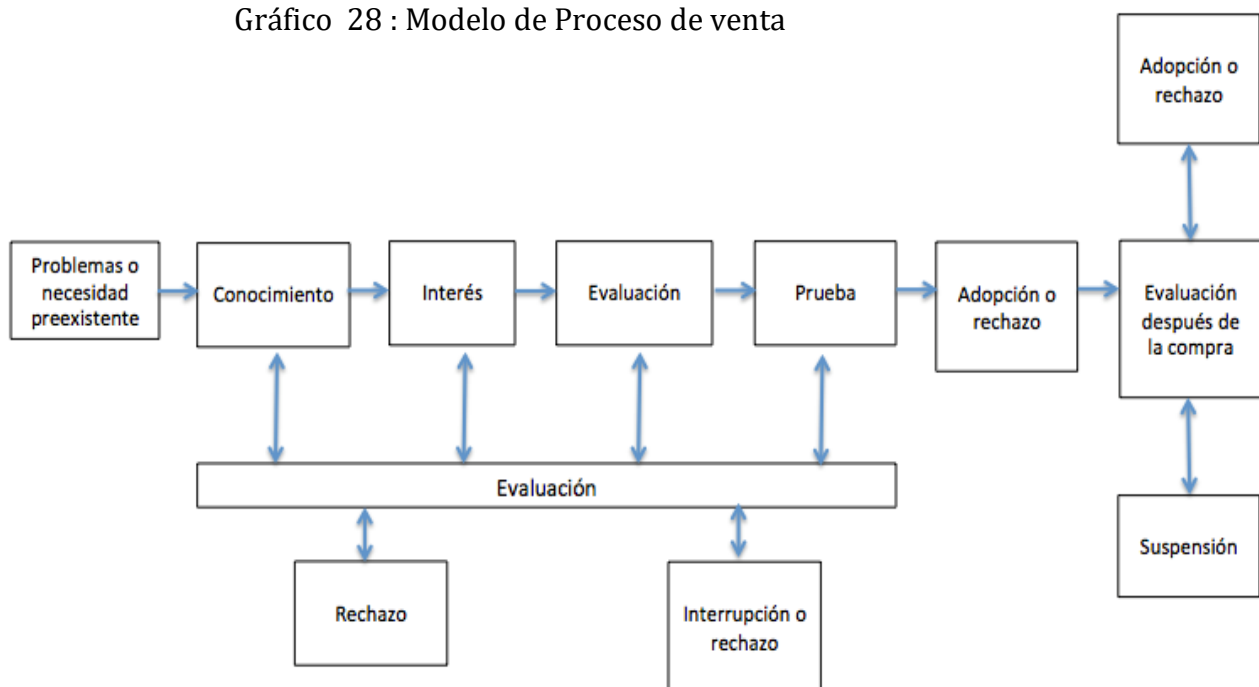 Gráfico 28 : Modelo de Proceso de venta
Adopción o
rechazo
Problemas o
necesidad
preexistente
Conocimiento
Interés
Evaluación
Prueba
Adopción o
rechazo
Evaluación
después de
la compra
Evaluación
Rechazo
Interrupción o
rechazo
Suspensión